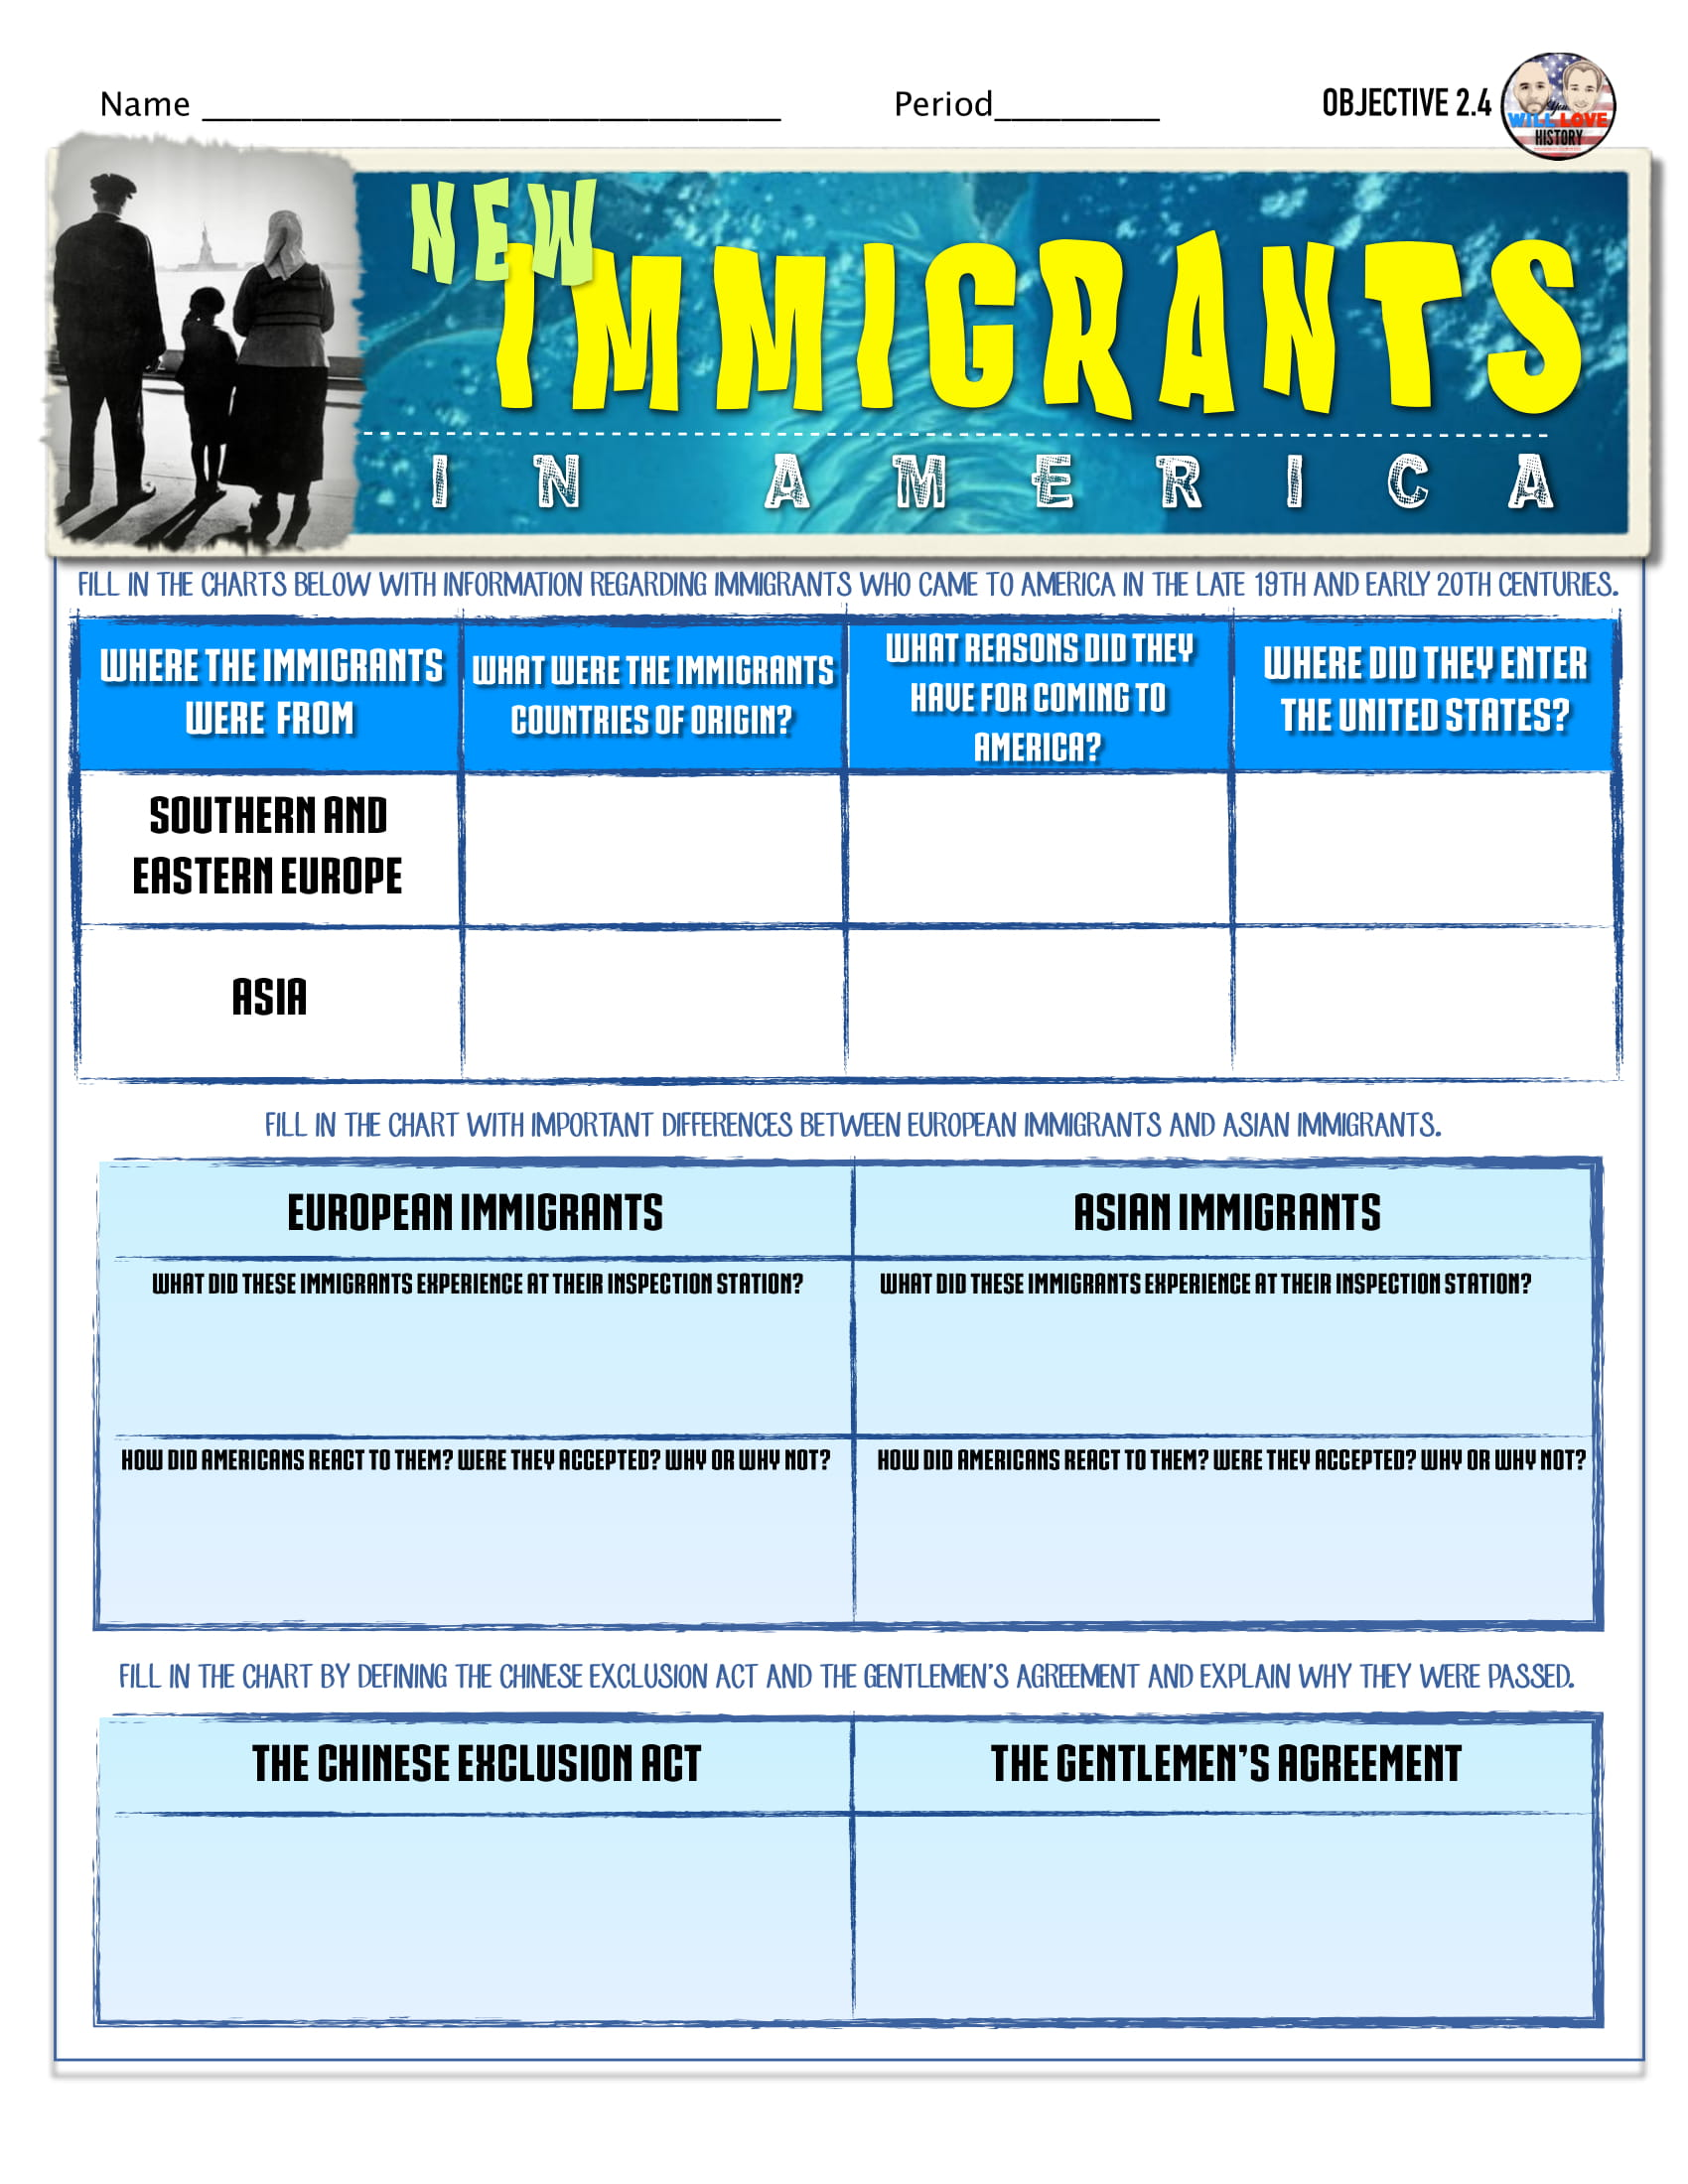 Name ______________________________ Period_________ OBJECTIVE 2.4
You
WILL LOVE
HISTORY
NEW
IMMIGRANTS
IN AMERICA
FILL IN THE CHARTS BELOW WITH INFORMATION REGARDING IMMIGRANTS WHO CAME TO AMERICA IN THE LATE 19TH AND EARLY 20TH CENTURIES.
WHERE THE IMMIGRANTS
WERE FROM
WHAT WERE THE IMMIGRANTS
COUNTRIES OF ORIGIN?
WHAT REASONS DID THEY
HAVE FOR COMING TO
AMERICA?
WHERE DID THEY ENTER
THE UNITED STATES?
SOUTHERN AND
EASTERN EUROPE
ASIA
FILL IN THE CHART WITH IMPORTANT DIFFERENCES BETWEEN EUROPEAN IMMIGRANTS AND ASIAN IMMIGRANTS.
EUROPEAN IMMIGRANTS
ASIAN IMMIGRANTS
WHAT DID THESE IMMIGRANTS EXPERIENCE AT THEIR INSPECTION STATION?
WHAT DID THESE IMMIGRANTS EXPERIENCE AT THEIR INSPECTION STATION?
HOW DID AMERICANS REACT TO THEM? WERE THEY ACCEPTED? WHY OR WHY NOT?
HOW DID AMERICANS REACT TO THEM? WERE THEY ACCEPTED? WHY OR WHY NOT?
FILL IN THE CHART BY DEFINING THE CHINESE EXCLUSION ACT AND THE GENTLEMEN'S AGREEMENT AND EXPLAIN WHY THEY WERE PASSED.
THE CHINESE EXCLUSION ACT
THE GENTLEMEN'S AGREEMENT